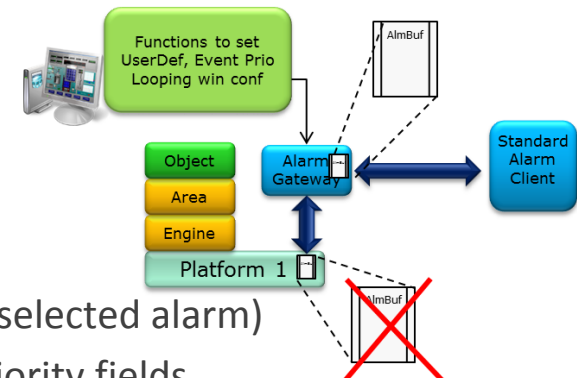 Functions to set
UserDef, Event Prio
Looping win conf
AlmBuf
Object
Alarm
Gateway
Standard
Alarm
Client
Area
Engine
Platform 1
selected alarm)
AlmBuf
iority fields